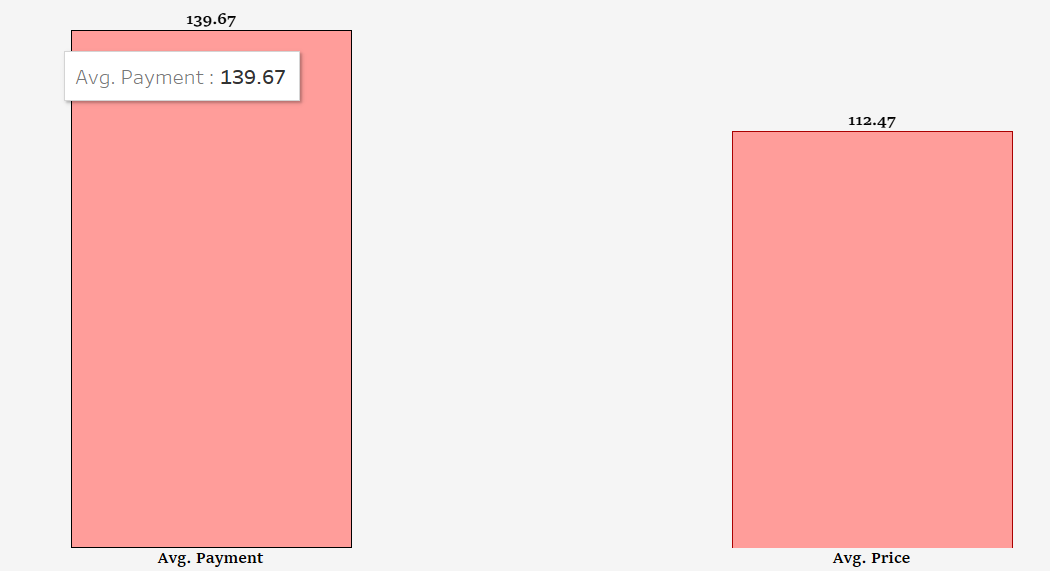 139.67
Avg. Payment : 139.67
112.47
Avg. Payment
Avg. Price